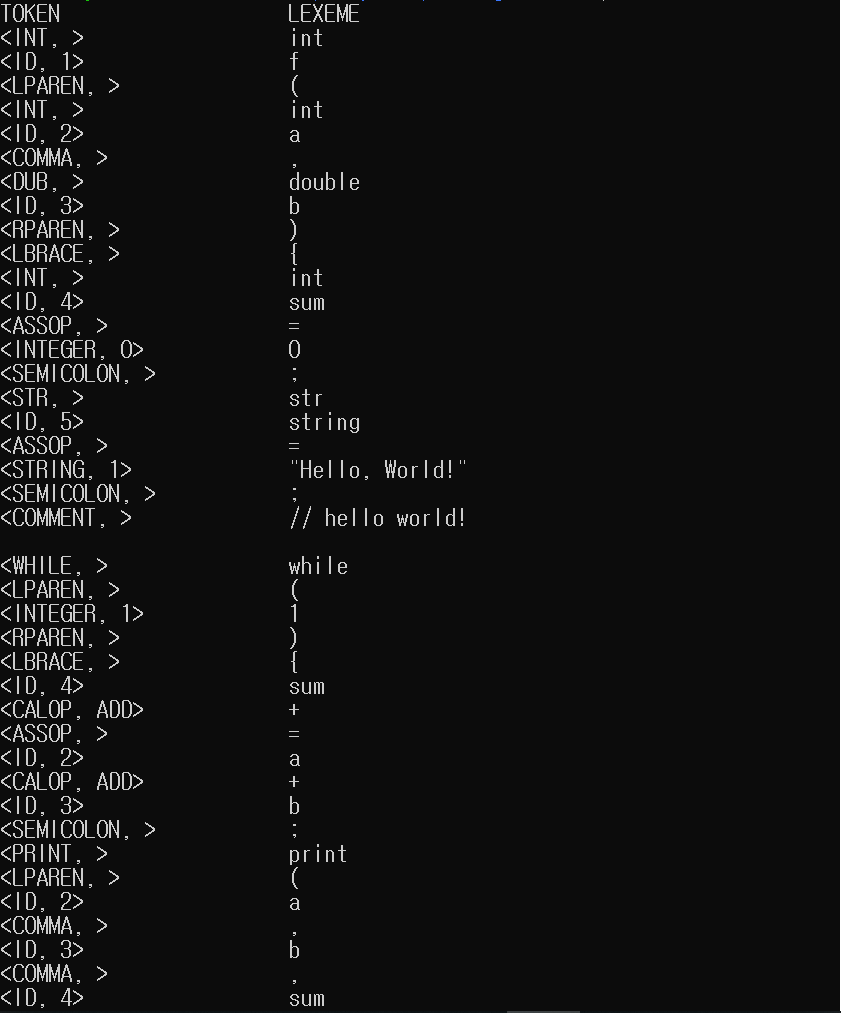 TOKEN LEXEME
<INT, > int
<ID, 1> f
<LPAREN, > (
<INT, > int
<ID, 2> a
<COMMA, > ,
<DUB, > double
<ID, 3> b
<RPAREN, > )
<LBRACE, > {
<INT, > int
<ID, 4> sum
<ASSOP, > =
<INTEGER, 0> 0
<SEMICOLON, > ;
<STR, > str
<ID, 5> string
<ASSOP, > =
<STRING, 1> "Hello, World!"
<SEMICOLON, > ;
<COMMENT, > // hello world!
<WHILE, > while
<LPAREN, > (
<INTEGER, 1> 1
<RPAREN, > )
<LBRACE, > {
<ID, 4> sum
<CALOP, ADD> +
<ASSOP, > =
<ID, 2> a
<CALOP, ADD> +
<ID, 3> b
<SEMICOLON, > ;
<PRINT, > print
<LPAREN, > (
<ID, 2> a
<COMMA, > ,
<ID, 3> b
<COMMA, > ,
<ID, 4> sum